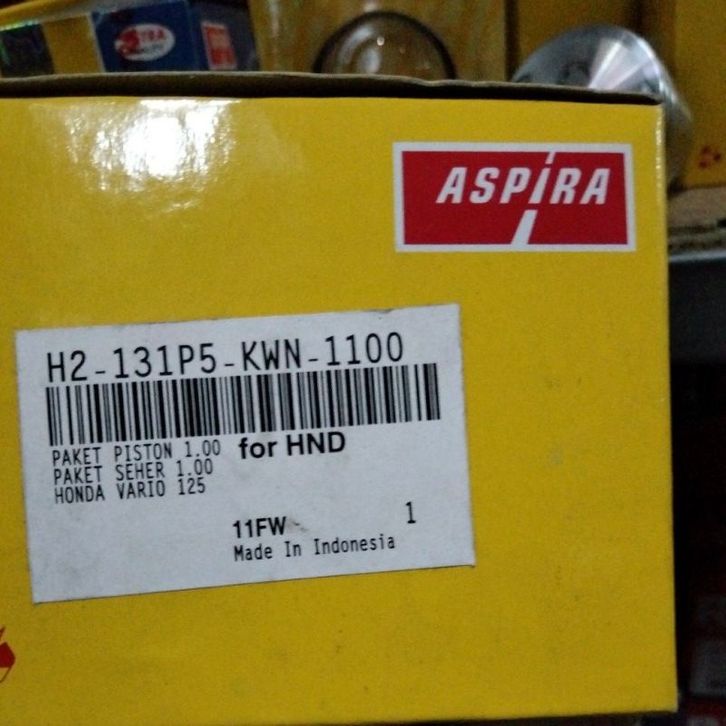 ASPIRA
H2-131P5-KWN-1100
PAKET PISTON 1.00 for HND
PAKET SEHER 1.00
HONDA VARIO 125
11FW 1
Made In Indonesia